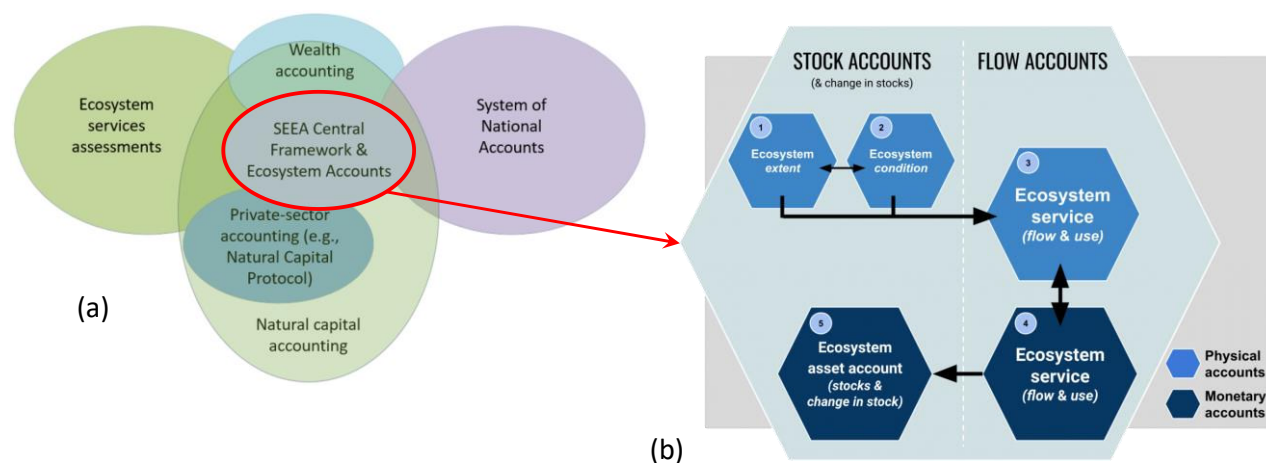 Wealth
accounting
Ecosystem
services
assessments
SEEA Central
Framework &
Ecosystem Accounts
System of
National
Accounts
Private-sector
accounting (e.g.,
Natural Capital
Protocol)
Natural capital
accounting
(a)
STOCK ACCOUNTS
(& change in stocks)
FLOW ACCOUNTS
1
Ecosystem
extent
2
Ecosystem
condition
3
Ecosystem
service
(flow & use)
5
Ecosystem
asset account
(stocks &
change in stock)
4
Ecosystem
service
(flow & use)
Physical
accounts
Monetary
accounts
(b)